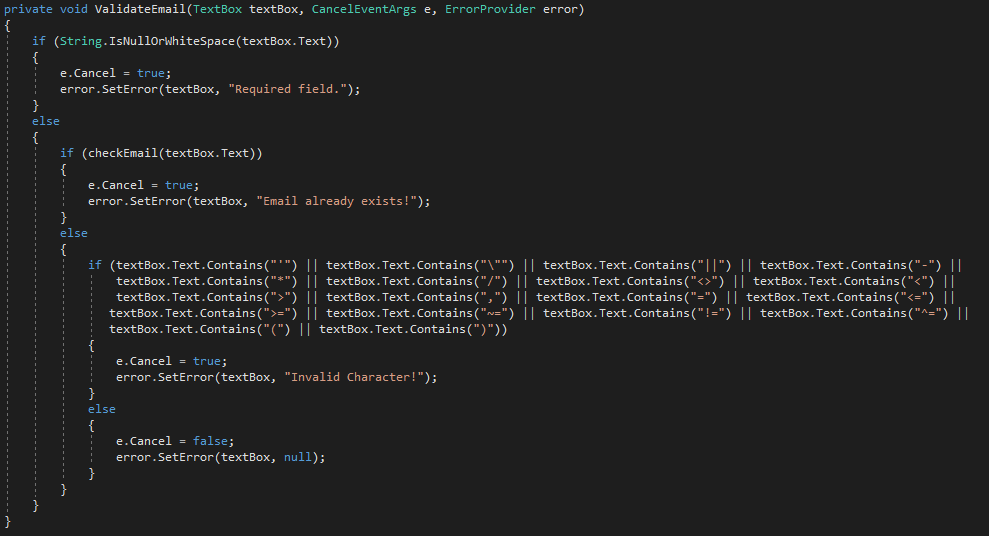 private void ValidateEmail(TextBox textBox, CancelEventArgs e, ErrorProvider error)
{
if (String.IsNullOrWhiteSpace(textBox.Text))
{
e.Cancel = true;
error.SetError(textBox, "Required field.");
}
else
{
if (checkEmail(textBox.Text))
{
e.Cancel = true;
error.SetError(textBox, "Email already exists!");
}
else
{
if (textBox.Text.Contains("'") || textBox.Text.Contains("\"") || textBox.Text.Contains("||") || textBox.Text.Contains("-") ||
textBox.Text.Contains("*") || textBox.Text.Contains("/") || textBox.Text.Contains("<>") || textBox.Text.Contains("<") ||
textBox.Text.Contains(">") || textBox.Text.Contains(",") || textBox.Text.Contains("=") || textBox.Text.Contains("<=") ||
textBox.Text.Contains(">=") || textBox.Text.Contains("~=") || textBox.Text.Contains("!=") || textBox.Text.Contains("^=") ||
textBox.Text.Contains("(") || textBox.Text.Contains(")"))
{
e.Cancel = true;
error.SetError(textBox, "Invalid Character!");
}
else
{
e.Cancel = false;
error.SetError(textBox, null);
}
}
}
}